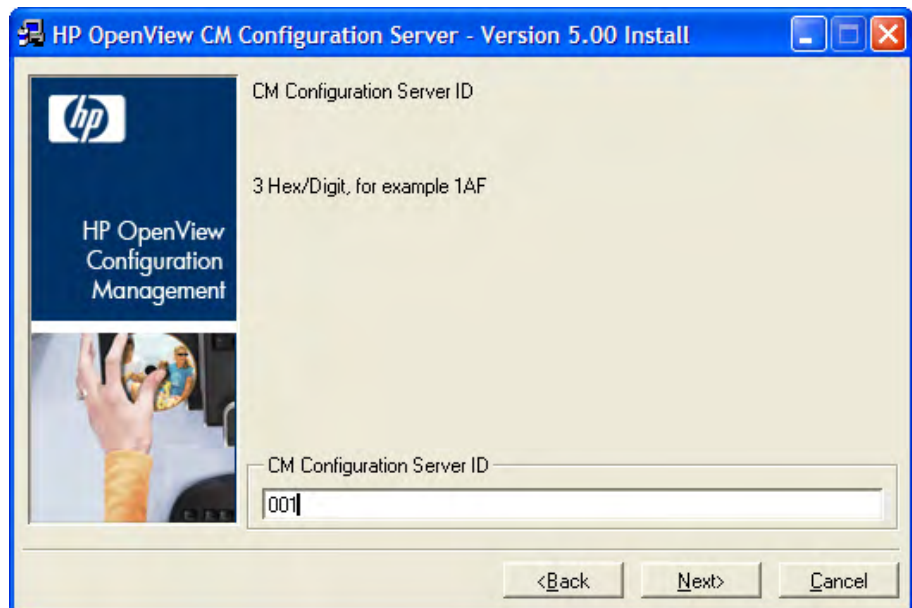 HP OpenView CM Configuration Server - Version 5.00 Install
hp
HP OpenView
Configuration
Management
CM Configuration Server ID
3 Hex/Digit, for example 1AF
CM Configuration Server ID
001
<Back
Next>
Cancel